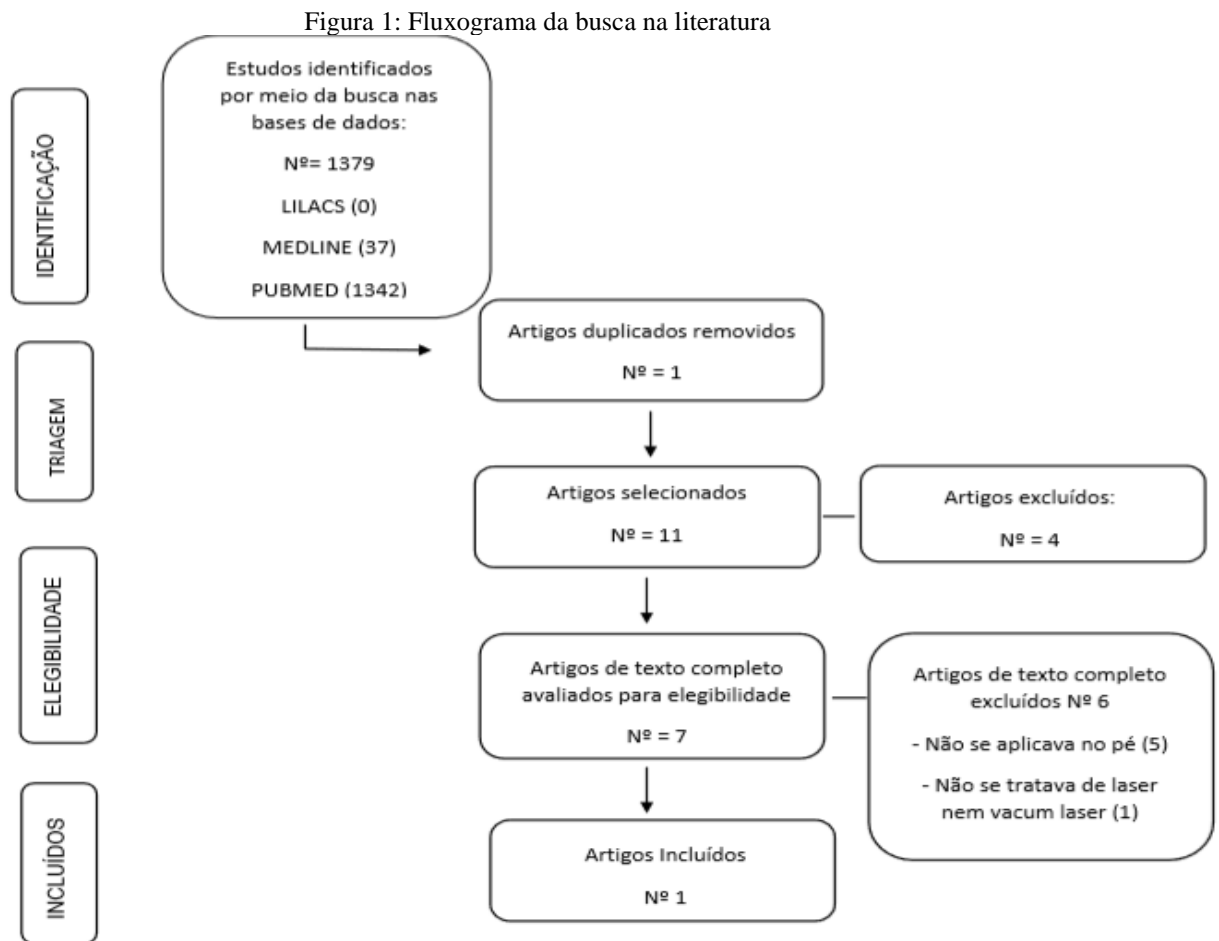 Figura 1: Fluxograma da busca na literatura
IDENTIFICAÇÃO
Estudos identificados
por meio da busca nas
bases de dados:
Nº= 1379
LILACS (0)
MEDLINE (37)
PUBMED (1342)
TRIAGEM
Artigos duplicados removidos
Nº = 1
Artigos selecionados
Nº = 11
Artigos excluídos:
Nº = 4
ELEGIBILIDADE
Artigos de texto completo
avaliados para elegibilidade
Nº = 7
Artigos de texto completo
excluídos Nº 6
- Não se aplicava no pé (5)
- Não se tratava de laser
nem vacum laser (1)
INCLUÍDOS
Artigos Incluídos
Nº 1